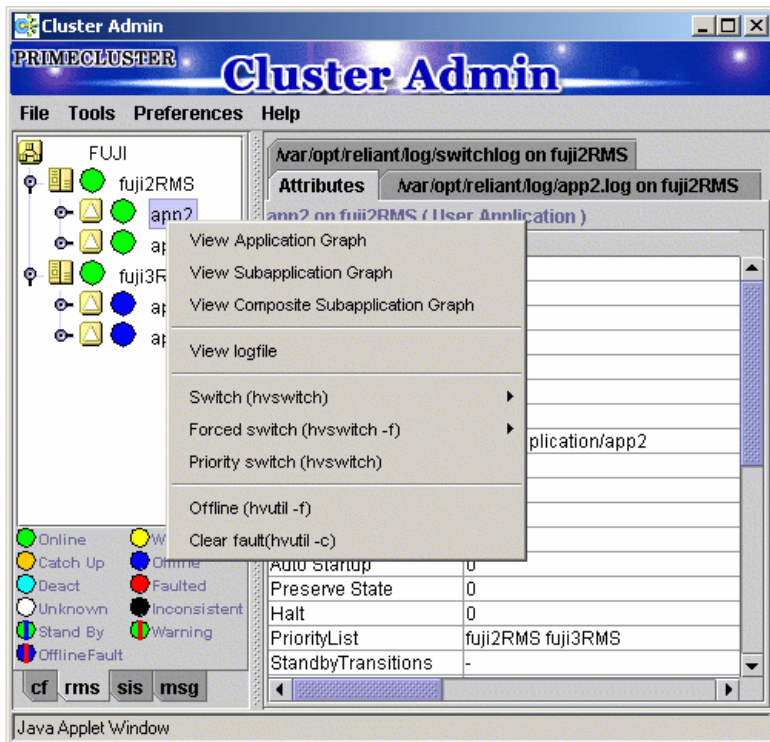 Cluster Admin
PRIMECLUSTER
Cluster Admin
File Tools Preferences Help
FUJI
fuji2RMS
app2
fuji3R
/var/opt/reliant/log/switchlog on fuji2RMS
Attributes /var/opt/reliant/log/app2.log on fuji2RMS
app2 on fuji2RMS ( User Application )
View Application Graph
View Subapplication Graph
View Composite Subapplication Graph
View logfile
Switch (hvswitch)
Forced switch (hvswitch -f)
Priority switch (hvswitch)
Offline (hvutil -f)
Clear fault(hvutil -c)
plication/app2
Auto Startup 0
Preserve State 0
Halt 0
PriorityList fuji2RMS fuji3RMS
StandbyTransitions -
Online W
Catch Up Offline
Deact Faulted
Unknown Inconsistent
Stand By Warning
OfflineFault
cf rms sis msg
Java Applet Window